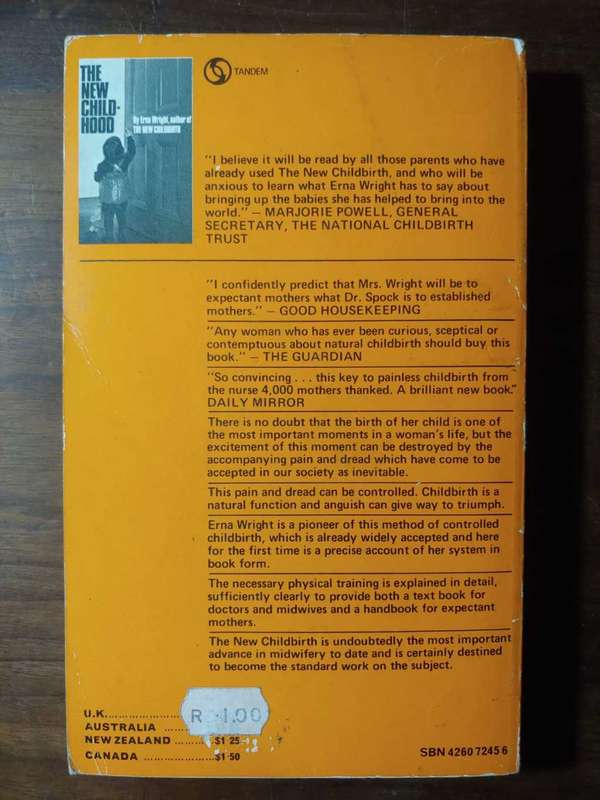 THE
NEW
CHILD-
HOOD
By Erna Wright, author of
THE NEW CHILDBIRTH
TANDEM
"I believe it will be read by all those parents who have
already used The New Childbirth, and who will be
anxious to learn what Erna Wright has to say about
bringing up the babies she has helped to bring into the
world." — MARJORIE POWELL, GENERAL
SECRETARY, THE NATIONAL CHILDBIRTH
TRUST
"I confidently predict that Mrs. Wright will be to
expectant mothers what Dr. Spock is to established
mothers." — GOOD HOUSEKEEPING
"Any woman who has ever been curious, sceptical or
contemptuous about natural childbirth should buy this
book." — THE GUARDIAN
"So convincing . . . this key to painless childbirth from
the nurse 4,000 mothers thanked. A brilliant new book."
DAILY MIRROR
There is no doubt that the birth of her child is one of
the most important moments in a woman's life, but the
excitement of this moment can be destroyed by the
accompanying pain and dread which have come to be
accepted in our society as inevitable.
This pain and dread can be controlled. Childbirth is a
natural function and anguish can give way to triumph.
Erna Wright is a pioneer of this method of controlled
childbirth, which is already widely accepted and here
for the first time is a precise account of her system in
book form.
The necessary physical training is explained in detail,
sufficiently clearly to provide both a text book for
doctors and midwives and a handbook for expectant
mothers.
The New Childbirth is undoubtedly the most important
advance in midwifery to date and is certainly destined
to become the standard work on the subject.
U.K.....................
R 1.00
AUSTRALIA ........
NEW ZEALAND ......... $1·25
CANADA ..................... $1·50
SBN 426 07245 6